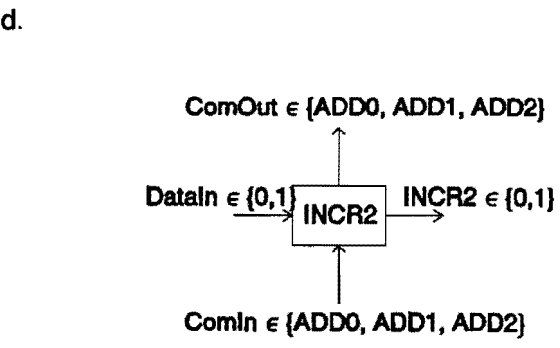 d.
ComOut ∈ {ADD0, ADD1, ADD2}
DataIn ∈ {0,1}
INCR2
INCR2 ∈ {0,1}
ComIn ∈ {ADD0, ADD1, ADD2}